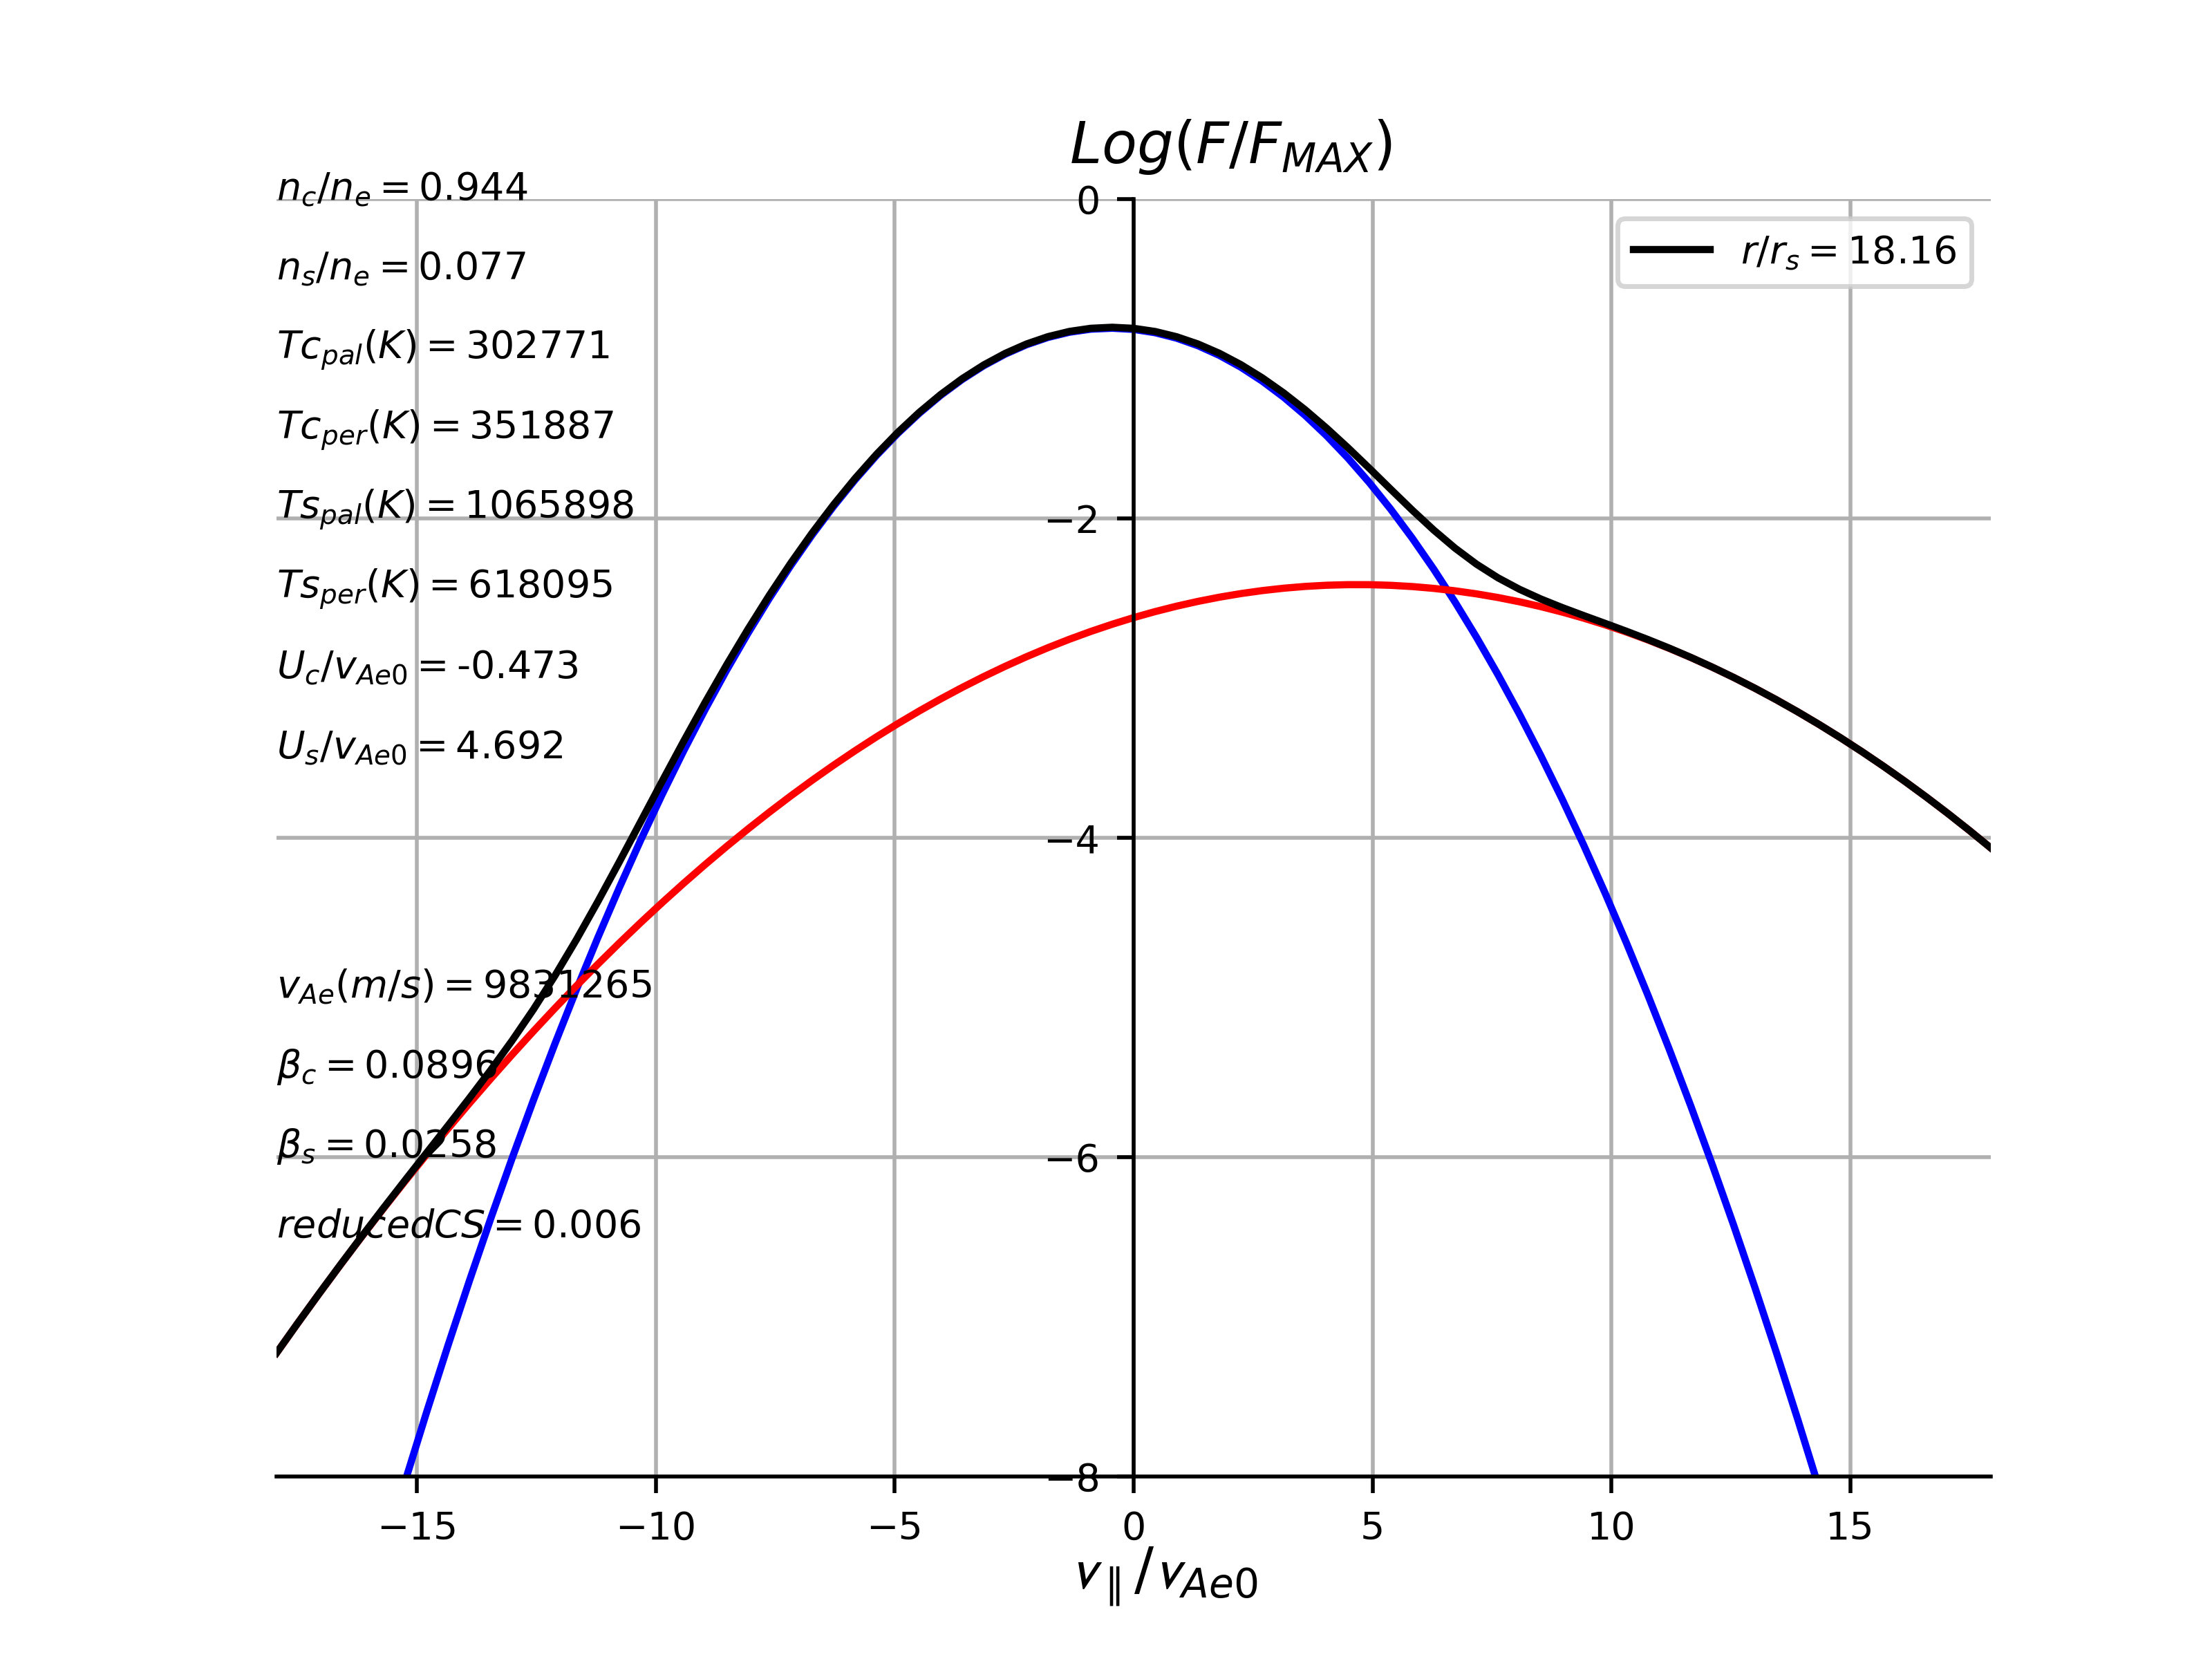 Log(F/F_MAX)
n_c/n_e = 0.944
0
r/r_s = 18.16
n_s/n_e = 0.077
Tc_pal(K) = 302771
Tc_per(K) = 351887
Ts_pal(K) = 1065898
−2
Ts_per(K) = 618095
U_c/v_Ae0 = -0.473
U_s/v_Ae0 = 4.692
−4
v_Ae(m/s) = 9831265
β_c = 0.0896
β_s = 0.0258
−6
reducedCS = 0.006
−8
−15 −10 −5 0 5 10 15
v_∥/v_Ae0